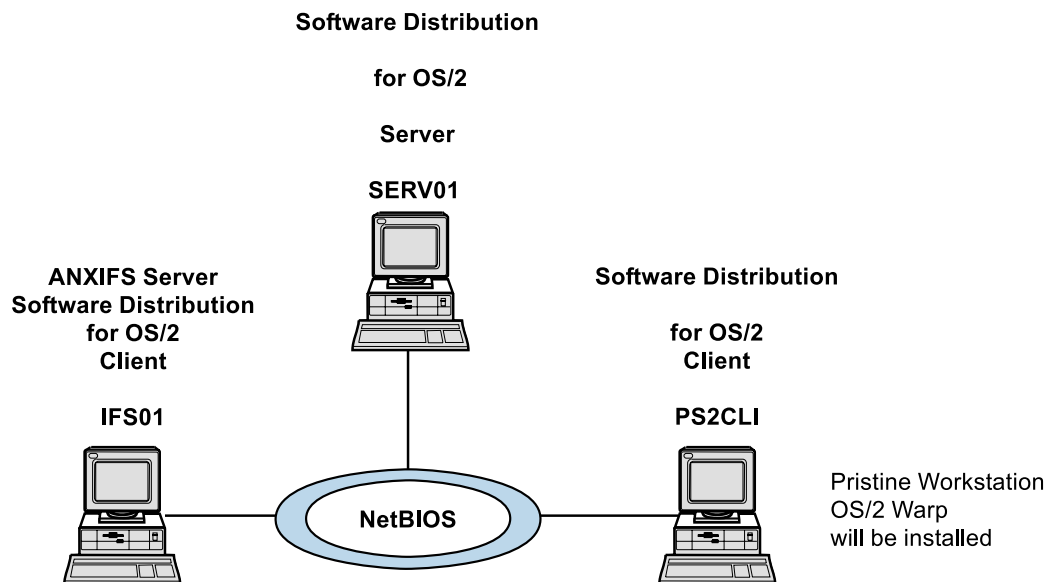 Software Distribution
for OS/2
Server
SERV01
ANXIFS Server
Software Distribution
for OS/2
Client
IFS01
Software Distribution
for OS/2
Client
PS2CLI
NetBIOS
Pristine Workstation
OS/2 Warp
will be installed